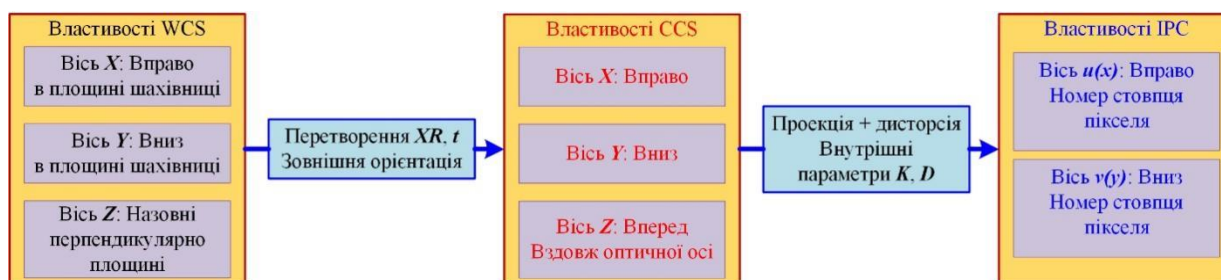 Властивості WCS
Вісь X: Вправо
в площині шахівниці
Вісь Y: Вниз
в площині шахівниці
Вісь Z: Назовні
перпендикулярно
площині
Перетворення XR, t
Зовнішня орієнтація
Властивості CCS
Вісь X: Вправо
Вісь Y: Вниз
Вісь Z: Вперед
Вздовж оптичної осі
Проекція + дисторсія
Внутрішні
параметри K, D
Властивості IPC
Вісь u(x): Вправо
Номер стовпця
пікселя
Вісь v(y): Вниз
Номер стовпця
пікселя